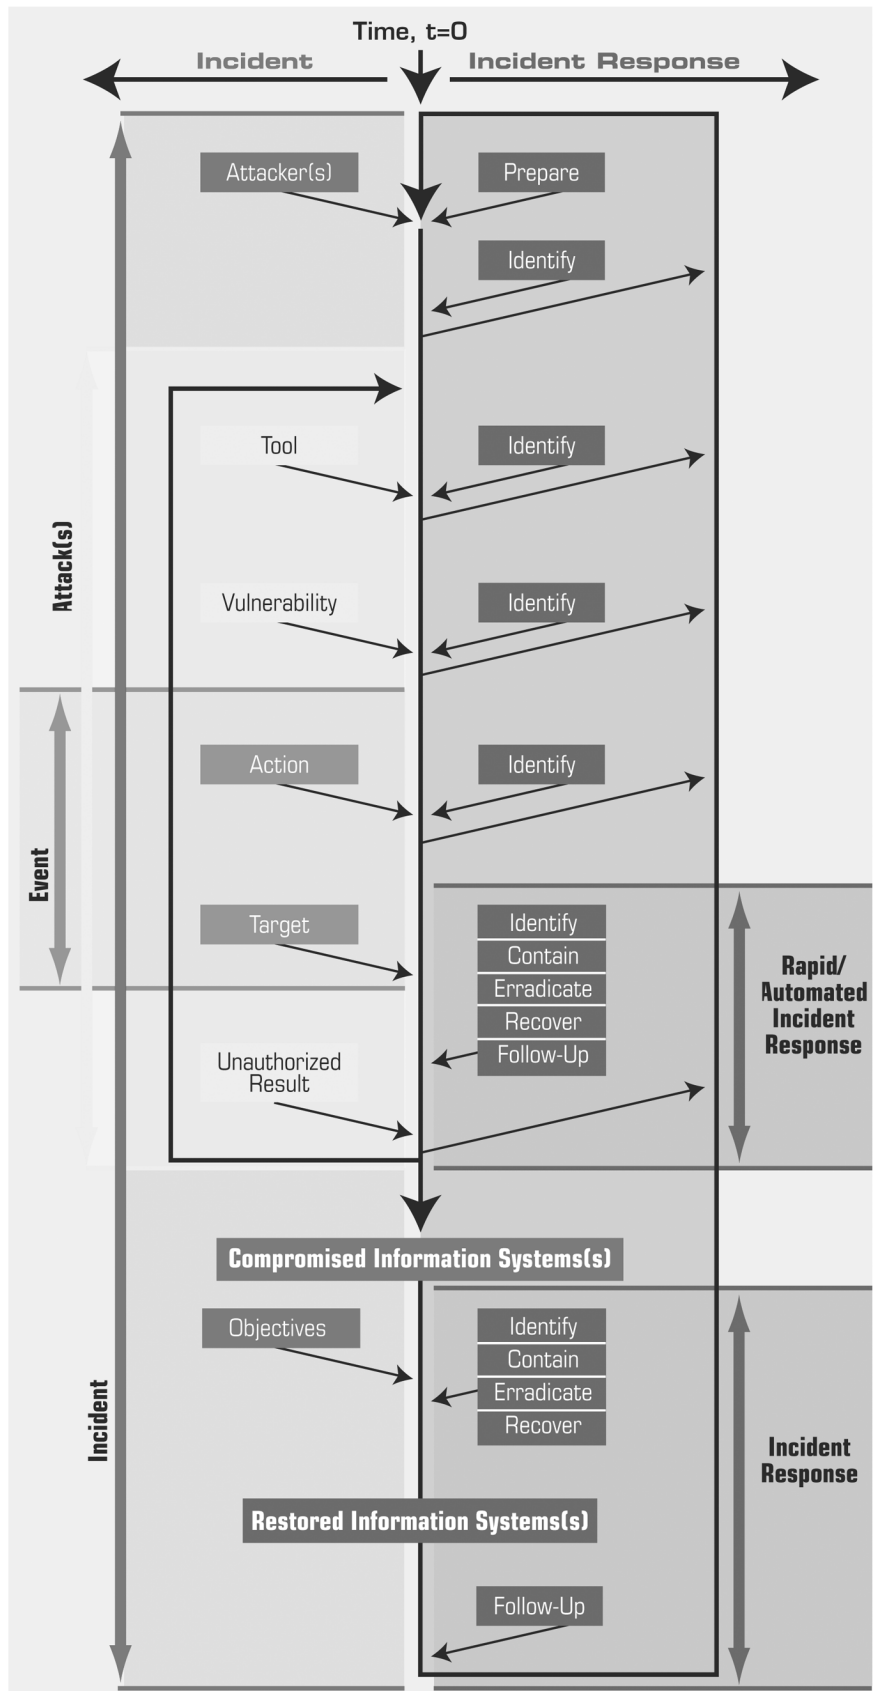 Time, t=0
Incident
Incident Response
Attacker(s)
Prepare
Identify
Tool
Identify
Attack(s)
Vulnerability
Identify
Action
Identify
Event
Target
Identify
Contain
Erradicate
Recover
Follow-Up
Rapid/
Automated
Incident
Response
Unauthorized
Result
Compromised Information Systems(s)
Objectives
Identify
Contain
Erradicate
Recover
Incident
Incident
Response
Restored Information Systems(s)
Follow-Up